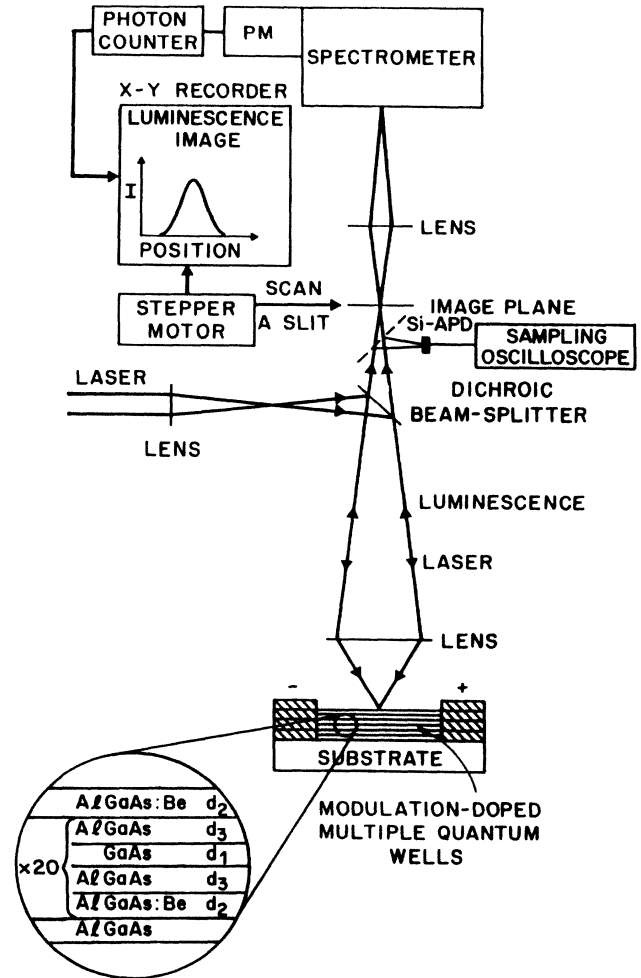 PHOTON
COUNTER
PM
SPECTROMETER
X-Y RECORDER
LUMINESCENCE
IMAGE
I
POSITION
LENS
STEPPER
MOTOR
SCAN
A SLIT
IMAGE PLANE
Si-APD
SAMPLING
OSCILLOSCOPE
LASER
LENS
DICHROIC
BEAM-SPLITTER
LUMINESCENCE
LASER
LENS
- +
SUBSTRATE
MODULATION-DOPED
MULTIPLE QUANTUM
WELLS
AlGaAs:Be d2
AlGaAs d3
GaAs d1
x20
AlGaAs d3
AlGaAs:Be d2
AlGaAs